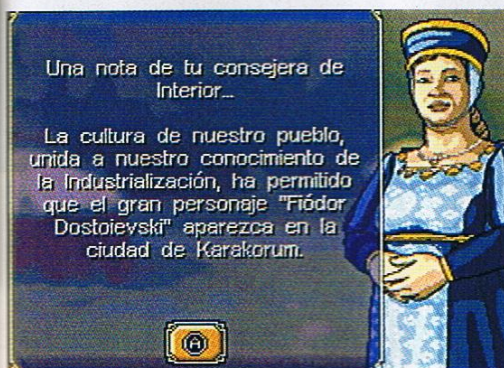 Una nota de tu consejera de
Interior...
La cultura de nuestro pueblo,
unida a nuestro conocimiento de
la Industrialización, ha permitido
que el gran personaje "Fiódor
Dostoievski" aparezca en la
ciudad de Karakorum.
A